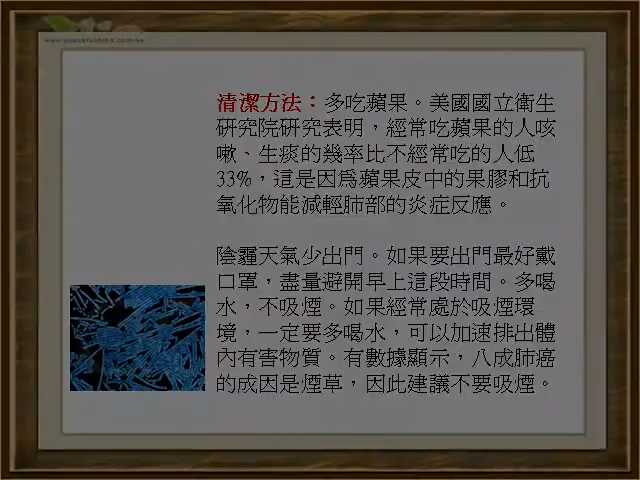 清潔方法：多吃蘋果。美國國立衛生
研究院研究表明，經常吃蘋果的人咳
嗽、生痰的幾率比不經常吃的人低
33%，這是因為蘋果皮中的果膠和抗
氧化物能減輕肺部的炎症反應。
陰霾天氣少出門。如果要出門最好戴
口罩，盡量避開早上這段時間。多喝
水，不吸煙。如果經常處於吸煙環
境，一定要多喝水，可以加速排出體
內有害物質。有數據顯示，八成肺癌
的成因是煙草，因此建議不要吸煙。